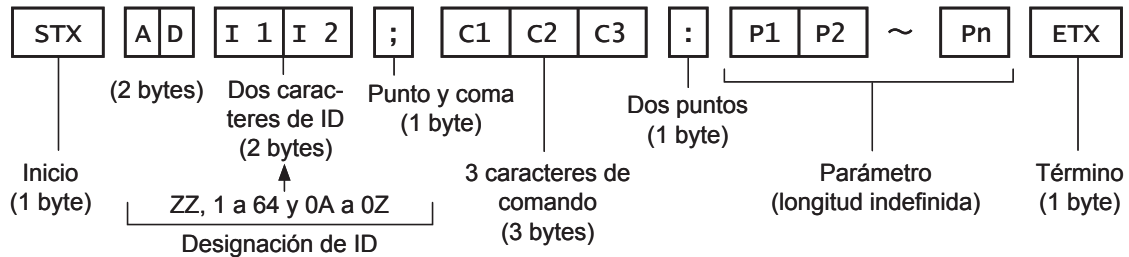 STX A D I 1 I 2 ; C1 C2 C3 : P1 P2 ~ Pn ETX
(2 bytes)
Dos carac-
teres de ID
(2 bytes)
Punto y coma
(1 byte)
Dos puntos
(1 byte)
Inicio
(1 byte)
ZZ, 1 a 64 y 0A a 0Z
Designación de ID
3 caracteres de
comando
(3 bytes)
Parámetro
(longitud indefinida)
Término
(1 byte)